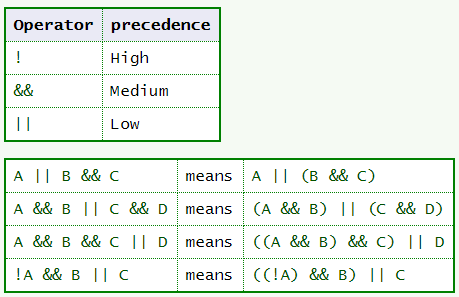 Operator precedence
! High
&& Medium
|| Low
A || B && C means A || (B && C)
A && B || C && D means (A && B) || (C && D)
A && B && C || D means ((A && B) && C) || D
!A && B || C means ((!A) && B) || C